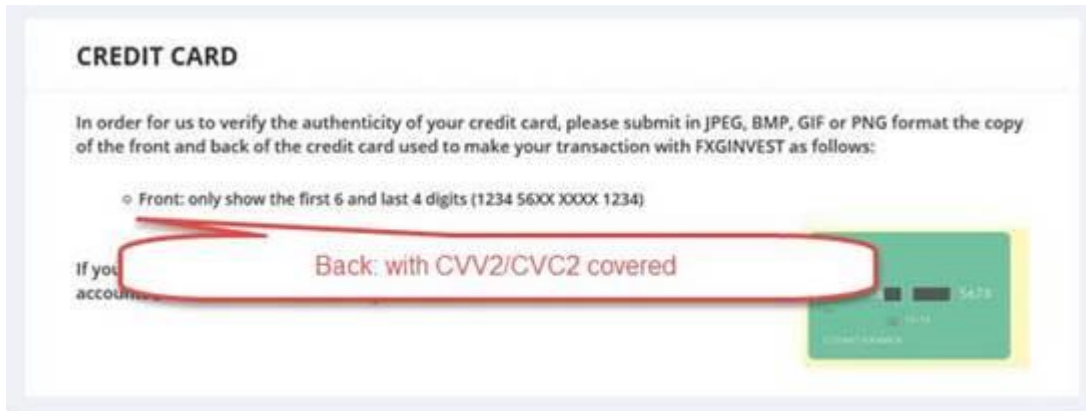 CREDIT CARD
In order for us to verify the authenticity of your credit card, please submit in JPEG, BMP, GIF or PNG format the copy
of the front and back of the credit card used to make your transaction with FXGINVEST as follows:
Front: only show the first 6 and last 4 digits (1234 56XX XXXX 1234)
Back: with CVV2/CVC2 covered
If you
5678